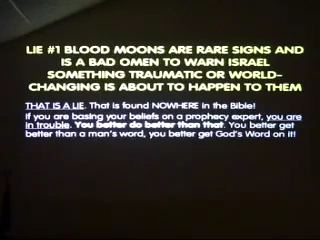 LIE #1 BLOOD MOONS ARE RARE SIGNS AND
IS A BAD OMEN TO WARN ISRAEL
SOMETHING TRAUMATIC OR WORLD-
CHANGING IS ABOUT TO HAPPEN TO THEM
THAT IS A LIE. That is found NOWHERE in the Bible!
If you are basing your beliefs on a prophecy expert, you are
in trouble. You better do better than that. You better get
better than a man's word, you better get God's Word on it!